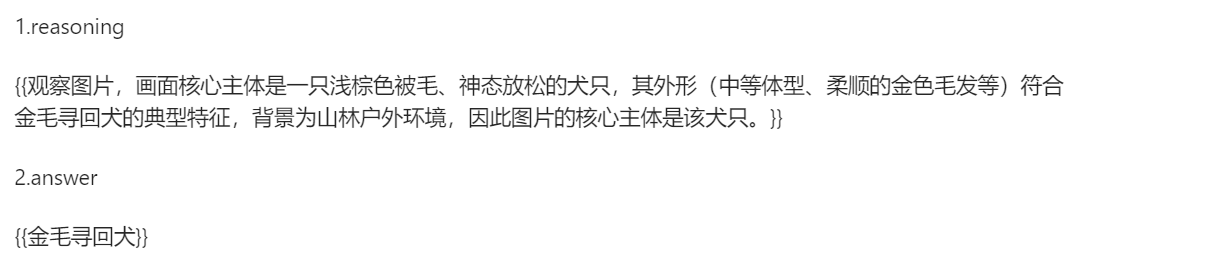 1.reasoning
{{观察图片，画面核心主体是一只浅棕色被毛、神态放松的犬只，其外形（中等体型、柔顺的金色毛发等）符合
金毛寻回犬的典型特征，背景为山林户外环境，因此图片的核心主体是该犬只。}}
2.answer
{{金毛寻回犬}}